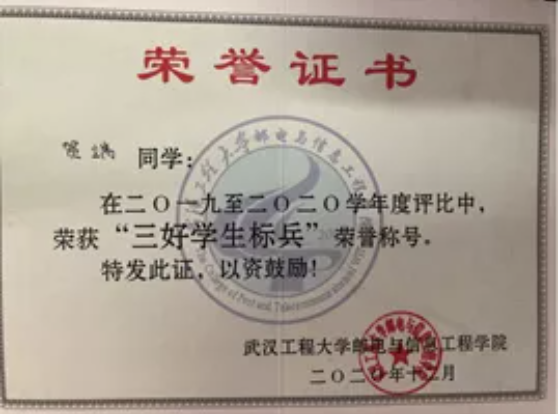 荣誉证书
同学:
在二〇一九至二〇二〇学年度评比中,
荣获“三好学生标兵”荣誉称号。
特发此证,以资鼓励!
武汉工程大学邮电与信息工程学院
二〇二〇年十二月